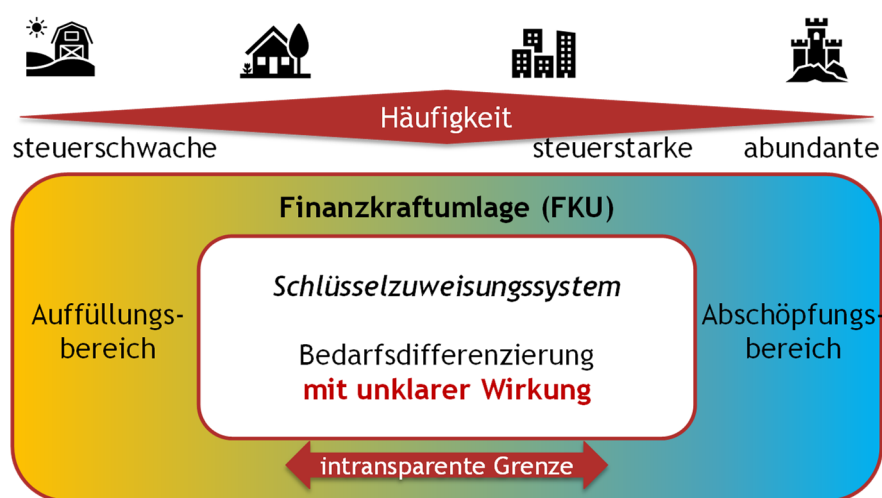 Häufigkeit
steuerschwache steuerstarke abundante
Finanzkraftumlage (FKU)
Schlüsselzuweisungssystem
Auffüllungs-
bereich
Bedarfsdifferenzierung
mit unklarer Wirkung
Abschöpfungs-
bereich
intransparente Grenze